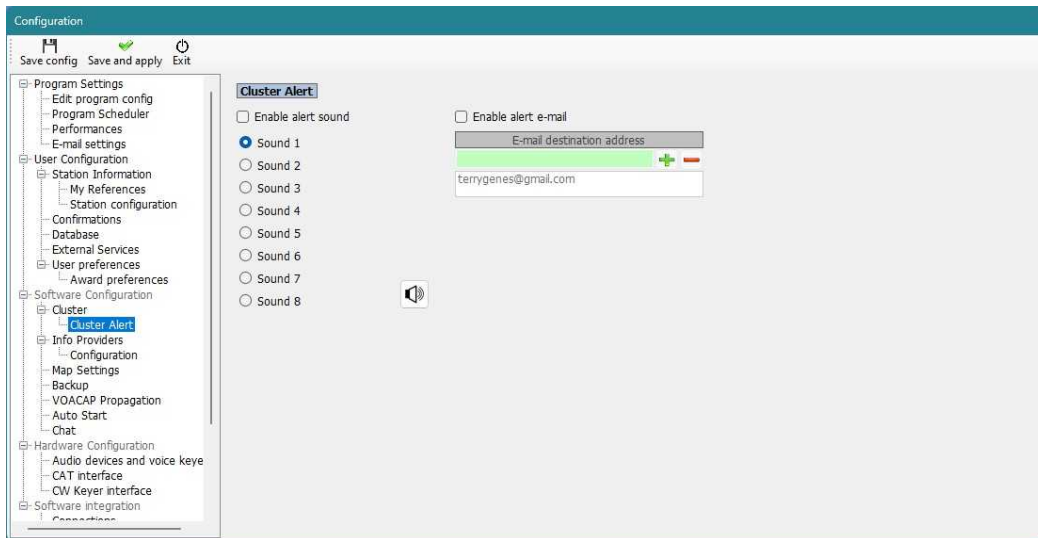 Configuration
Save config Save and apply Exit
Program Settings
Edit program config
Program Scheduler
Performances
E-mail settings
User Configuration
Station Information
My References
Station configuration
Confirmations
Database
External Services
User preferences
Award preferences
Software Configuration
Cluster
Cluster Alert
Info Providers
Configuration
Map Settings
Backup
VOACAP Propagation
Auto Start
Chat
Hardware Configuration
Audio devices and voice keye
CAT interface
CW Keyer interface
Software integration
Connections
Cluster Alert
Enable alert sound
Sound 1
Sound 2
Sound 3
Sound 4
Sound 5
Sound 6
Sound 7
Sound 8
Enable alert e-mail
E-mail destination address
terrygenes@gmail.com